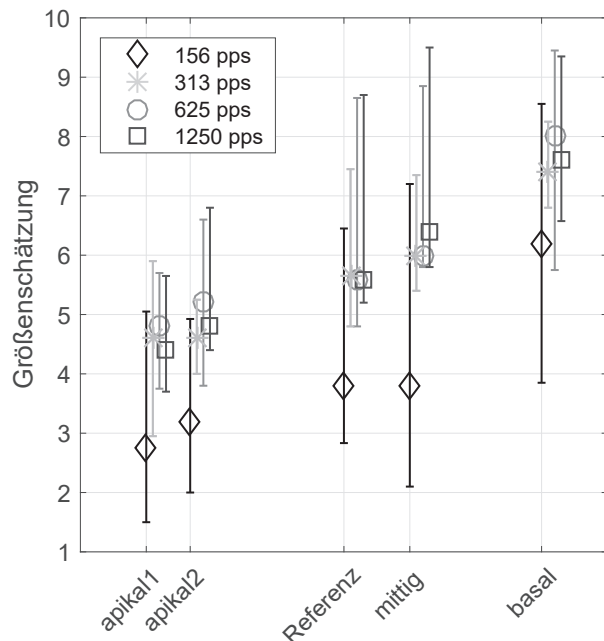 10
9
8
7
6
5
4
3
2
1
Größenschätzung
156 pps
313 pps
625 pps
1250 pps
apikal1
apikal2
Referenz
mittig
basal